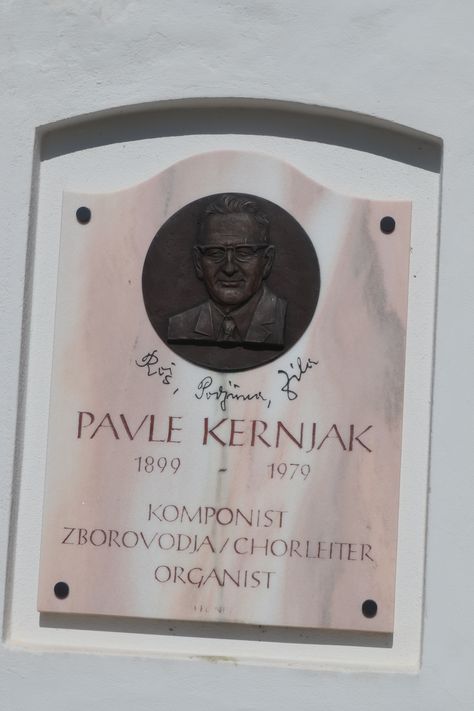 Rož, Podjuna, Zila
PAVLE KERNJAK
1899 - 1979
KOMPONIST
ZBOROVODJA/CHORLEITER
ORGANIST